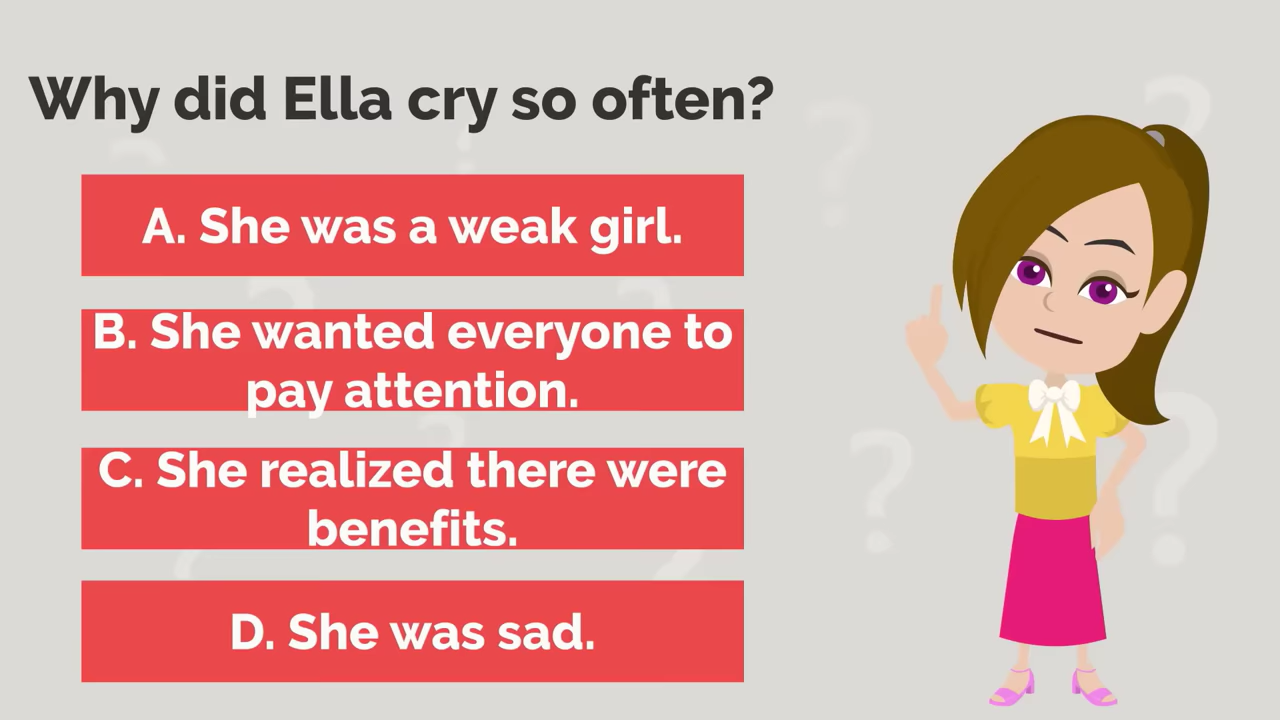 Why did Ella cry so often?
A. She was a weak girl.
B. She wanted everyone to
pay attention.
C. She realized there were
benefits.
D. She was sad.